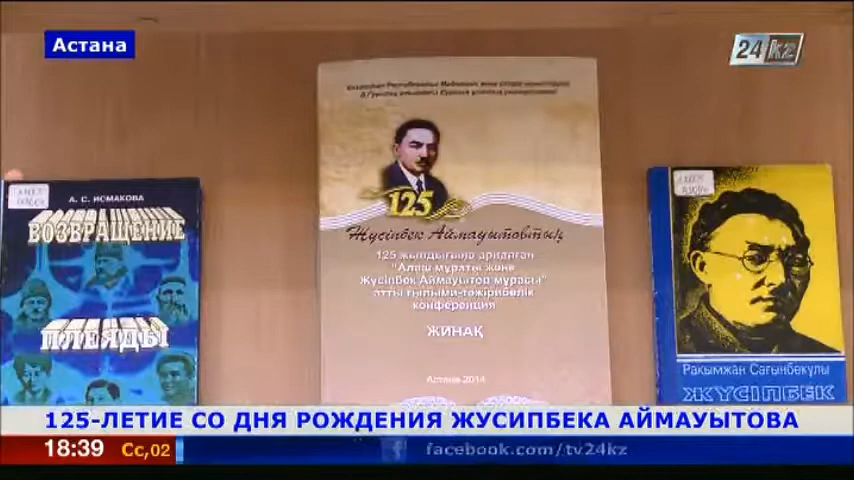 Астана
24kz
А. С. ИСМАКОВА
ВОЗВРАЩЕНИЕ
ПЛЕЯДЫ
125
Жүсіпбек Аймауытовтың
125 жылдығына арналған
"Алаш мұраты және
Жүсіпбек Аймауытов мұрасы"
атты ғылыми-тәжірибелік
конференция
ЖИНАҚ
Астана 2014
Рақымжан Сағынбекұлы
ЖҮСІПБЕК
125-ЛЕТИЕ СО ДНЯ РОЖДЕНИЯ ЖУСИПБЕКА АЙМАУЫТОВА
18:39 Сс,02
facebook.com/tv24kz